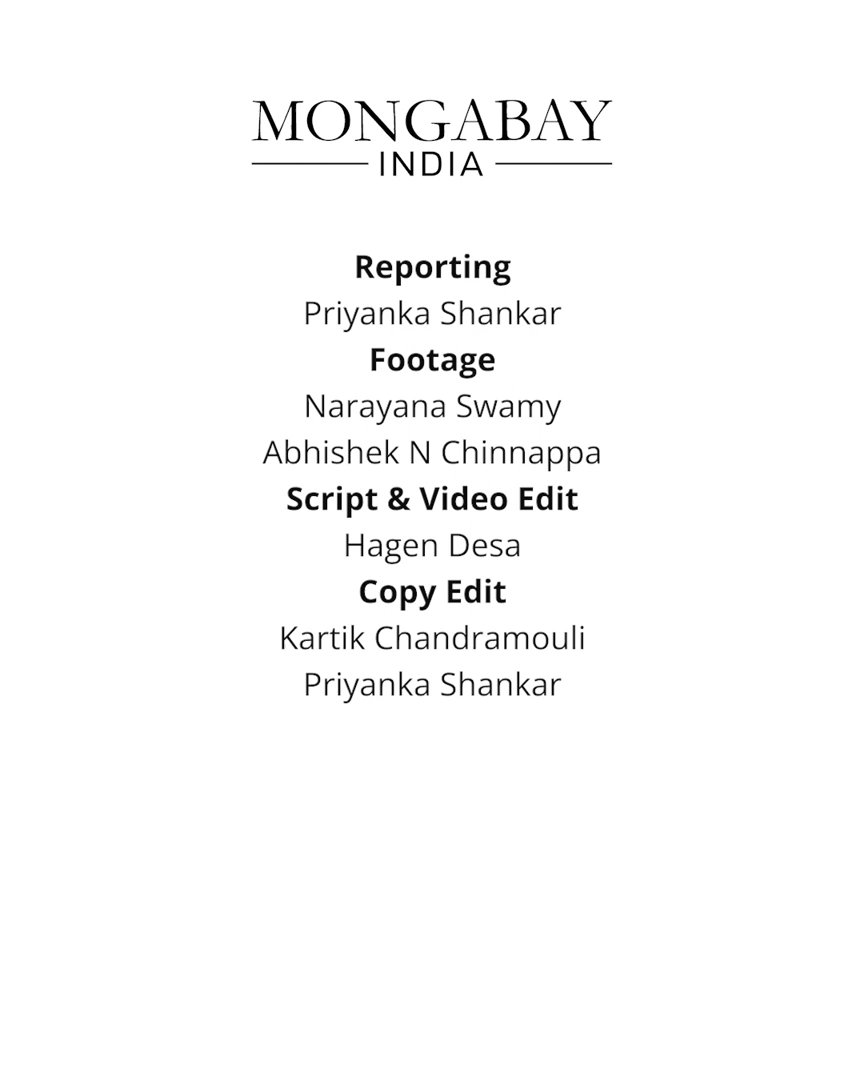 MONGABAY
INDIA
Reporting
Priyanka Shankar
Footage
Narayana Swamy
Abhishek N Chinnappa
Script & Video Edit
Hagen Desa
Copy Edit
Kartik Chandramouli
Priyanka Shankar